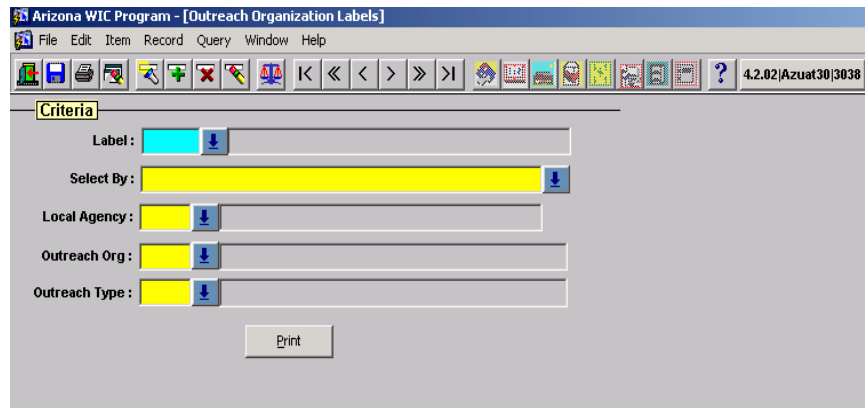 Arizona WIC Program - [Outreach Organization Labels]
File Edit Item Record Query Window Help
? 4.2.02|Azuat30|3038
Criteria
Label :
Select By :
Local Agency :
Outreach Org :
Outreach Type :
Print